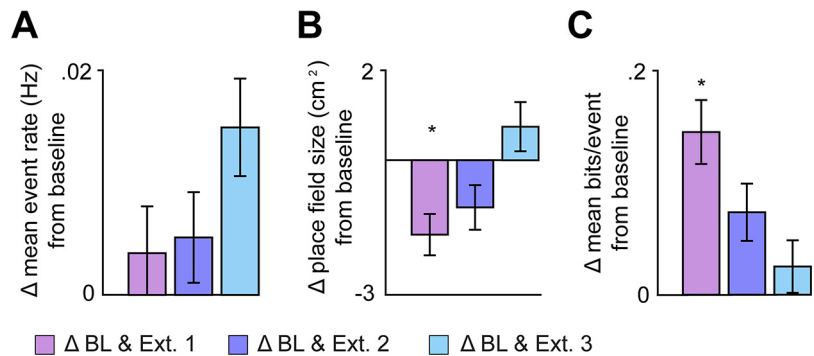 A
B
C
Δ mean event rate (Hz)
from baseline
.02
0
Δ place field size (cm²)
from baseline
2
-3
*
Δ mean bits/event
from baseline
.2
0
*
Δ BL & Ext. 1
Δ BL & Ext. 2
Δ BL & Ext. 3